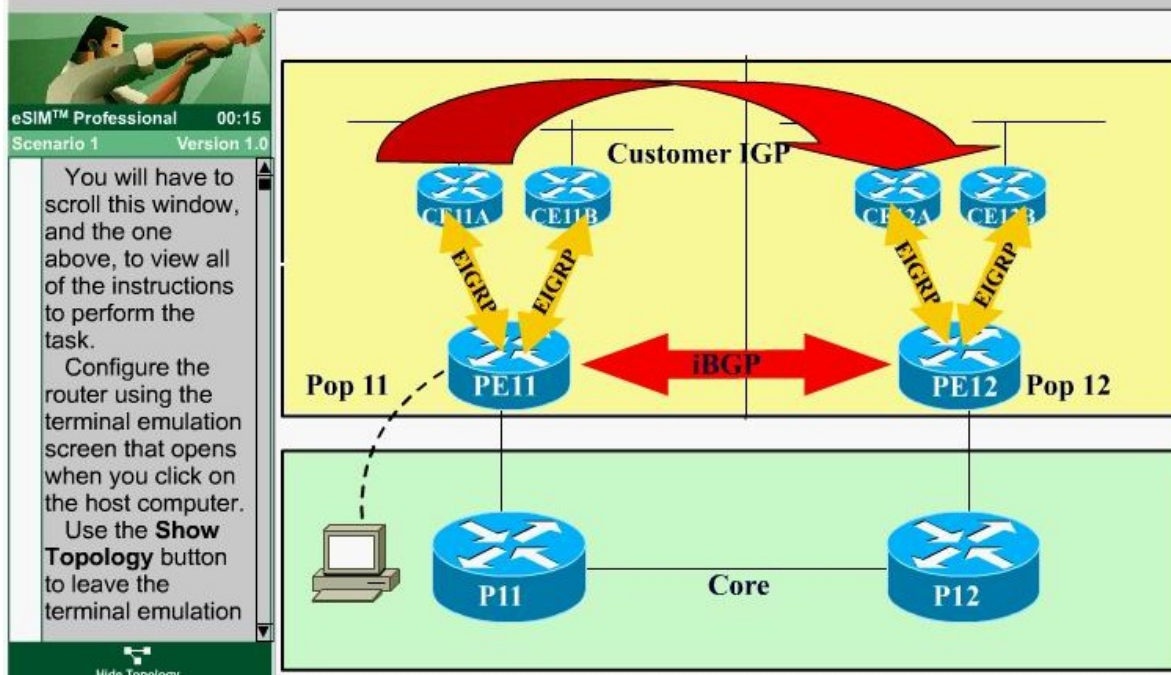 eSIM™ Professional 00:15
Scenario 1 Version 1.0
You will have to
scroll this window,
and the one
above, to view all
of the instructions
to perform the
task.
Configure the
router using the
terminal emulation
screen that opens
when you click on
the host computer.
Use the Show
Topology button
to leave the
terminal emulation
Hide Topology
Customer IGP
CE11A CE11B CE12A CE12B
EIGRP EIGRP EIGRP EIGRP
iBGP
Pop 11 PE11 PE12 Pop 12
Core
P11 P12